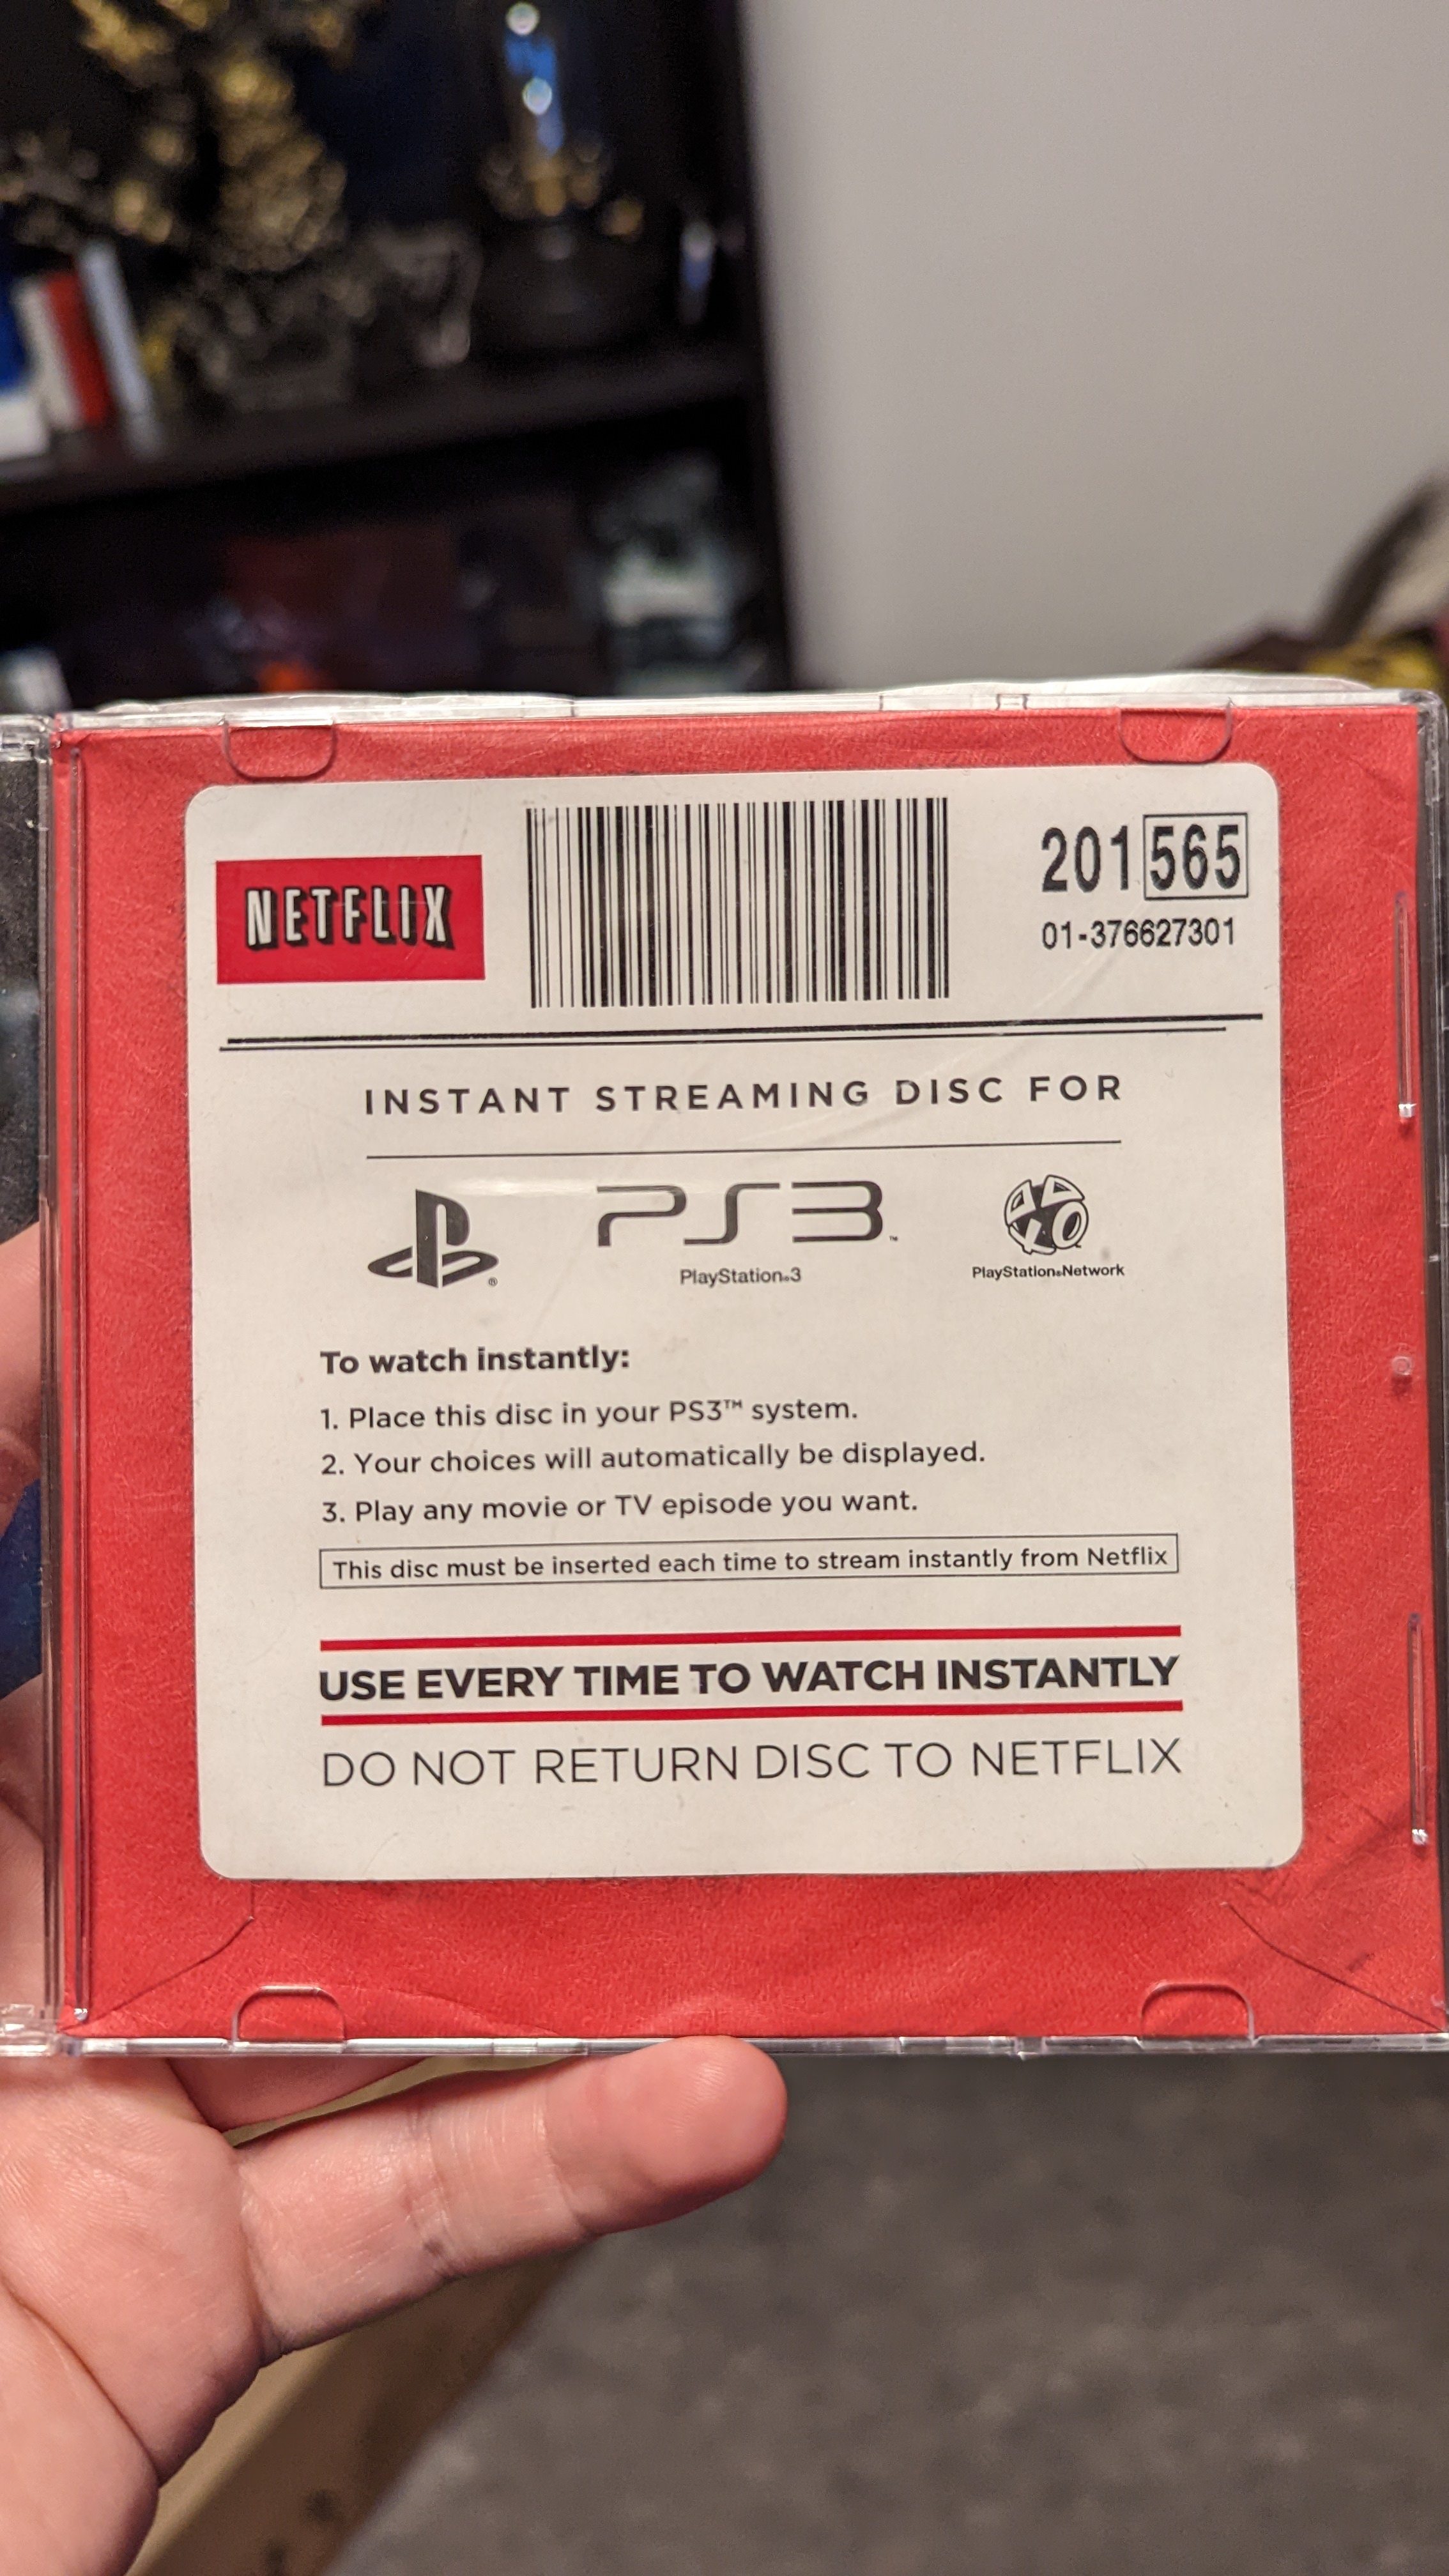 NETFLIX
201 565
01-376627301
INSTANT STREAMING DISC FOR
PS3™
PlayStation®3
PlayStation®Network
To watch instantly:
1. Place this disc in your PS3™ system.
2. Your choices will automatically be displayed.
3. Play any movie or TV episode you want.
This disc must be inserted each time to stream instantly from Netflix
USE EVERY TIME TO WATCH INSTANTLY
DO NOT RETURN DISC TO NETFLIX